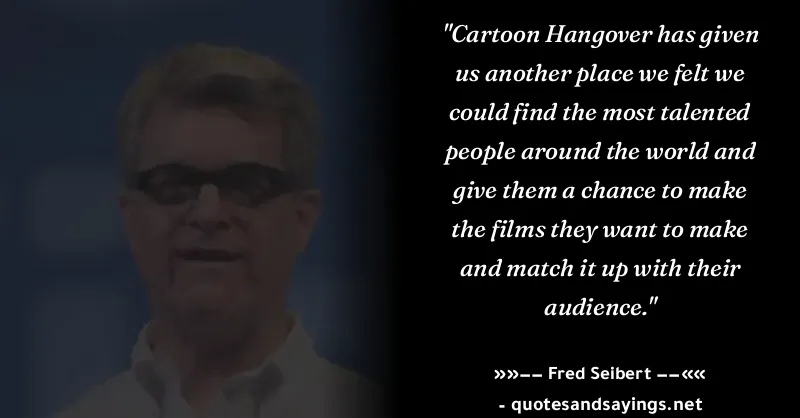 "Cartoon Hangover has given
us another place we felt we
could find the most talented
people around the world and
give them a chance to make
the films they want to make
and match it up with their
audience."
»»–– Fred Seibert ––««
- quotesandsayings.net